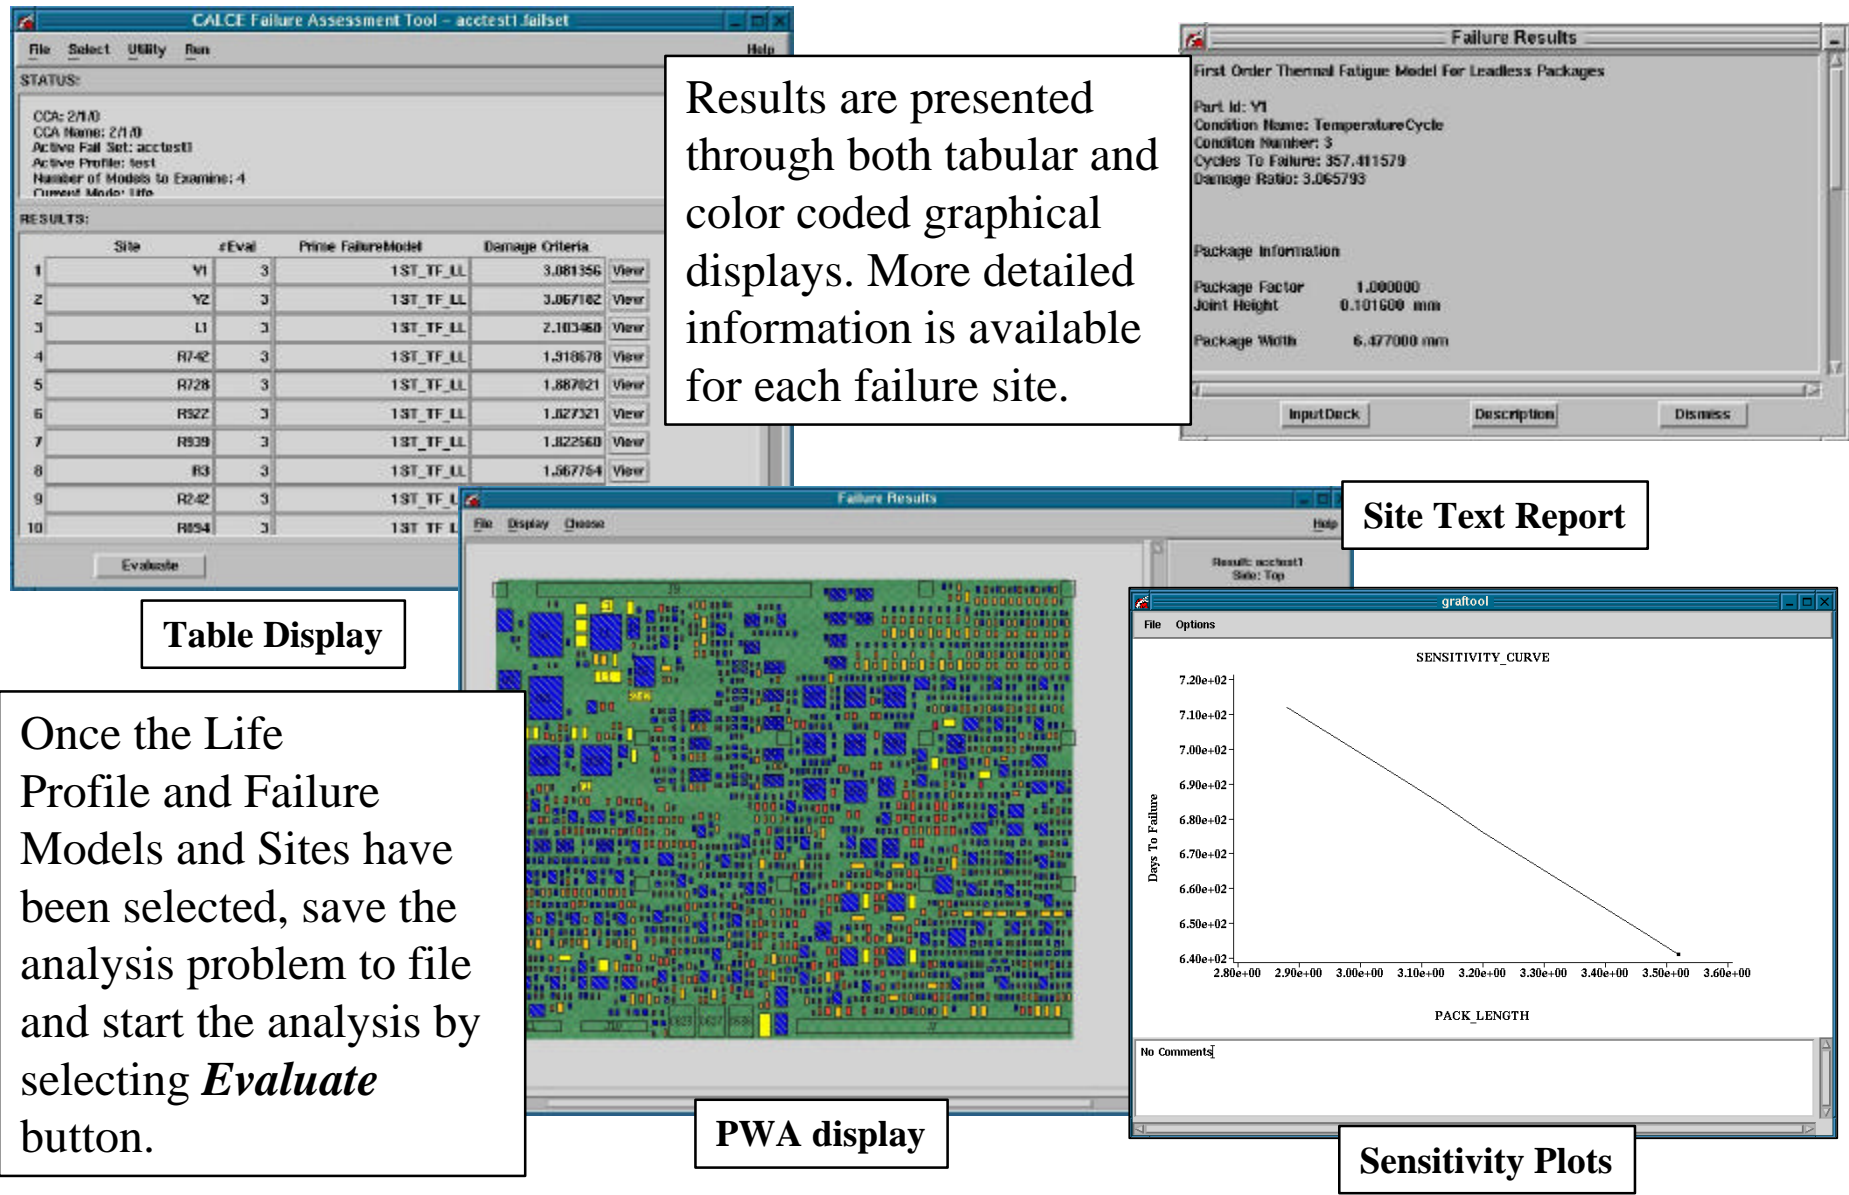 CALCE Failure Assessment Tool - acctest1.failset
File Select Utility Run Help
STATUS:
CCA: 2/1/0
CCA Name: 2/1/0
Active Fail Set: acctest1
Active Profile: test
Number of Models to Examine: 4
Current Mode: Life
RESULTS:
Site #Eval Prime FailureModel Damage Criteria
1 Y1 3 1ST_TF_LL 3.081356 View
2 Y2 3 1ST_TF_LL 3.067102 View
3 L1 3 1ST_TF_LL 2.103460 View
4 R742 3 1ST_TF_LL 1.918678 View
5 R728 3 1ST_TF_LL 1.887021 View
6 R922 3 1ST_TF_LL 1.827321 View
7 R939 3 1ST_TF_LL 1.822560 View
8 R3 3 1ST_TF_LL 1.567754 View
9 R242 3 1ST_TF_L
10 R894 3 1ST TF L
Evaluate
Table Display
Results are presented
through both tabular and
color coded graphical
displays. More detailed
information is available
for each failure site.
Failure Results
First Order Thermal Fatigue Model For Leadless Packages
Part Id: Y1
Condition Name: TemperatureCycle
Conditon Number: 3
Cycles To Failure: 357.411579
Damage Ratio: 3.065793
Package Information
Package Factor 1.000000
Joint Height 0.101600 mm
Package Width 6.477000 mm
InputDeck Description Dismiss
Site Text Report
Once the Life
Profile and Failure
Models and Sites have
been selected, save the
analysis problem to file
and start the analysis by
selecting Evaluate
button.
Failure Results
File Display Choose Help
Result: acctest1
Side: Top
J9
PWA display
graftool
File Options
SENSITIVITY_CURVE
Days To Failure
7.20e+02
7.10e+02
7.00e+02
6.90e+02
6.80e+02
6.70e+02
6.60e+02
6.50e+02
6.40e+02
2.80e+00 2.90e+00 3.00e+00 3.10e+00 3.20e+00 3.30e+00 3.40e+00 3.50e+00 3.60e+00
PACK_LENGTH
No Comments
Sensitivity Plots